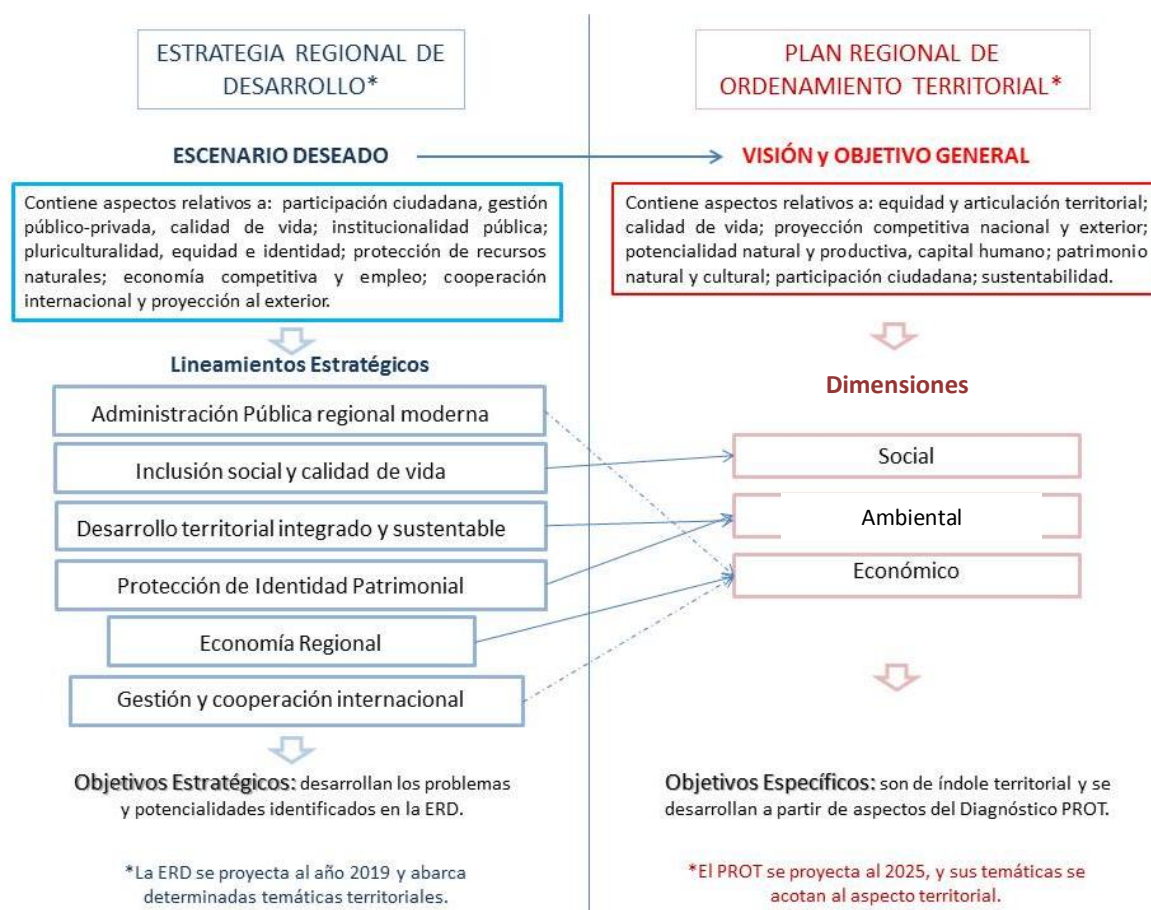 ESTRATEGIA REGIONAL DE
DESARROLLO*
ESCENARIO DESEADO
Contiene aspectos relativos a: participación ciudadana, gestión
público-privada, calidad de vida; institucionalidad pública;
pluriculturalidad, equidad e identidad; protección de recursos
naturales; economía competitiva y empleo; cooperación
internacional y proyección al exterior.
Lineamientos Estratégicos
Administración Pública regional moderna
Inclusión social y calidad de vida
Desarrollo territorial integrado y sustentable
Protección de Identidad Patrimonial
Economía Regional
Gestión y cooperación internacional
Objetivos Estratégicos: desarrollan los problemas
y potencialidades identificados en la ERD.
*La ERD se proyecta al año 2019 y abarca
determinadas temáticas territoriales.
PLAN REGIONAL DE
ORDENAMIENTO TERRITORIAL*
VISIÓN y OBJETIVO GENERAL
Contiene aspectos relativos a: equidad y articulación territorial;
calidad de vida; proyección competitiva nacional y exterior;
potencialidad natural y productiva, capital humano; patrimonio
natural y cultural; participación ciudadana; sustentabilidad.
Dimensiones
Social
Ambiental
Económico
Objetivos Específicos: son de índole territorial y se
desarrollan a partir de aspectos del Diagnóstico PROT.
*El PROT se proyecta al 2025, y sus temáticas se
acotan al aspecto territorial.